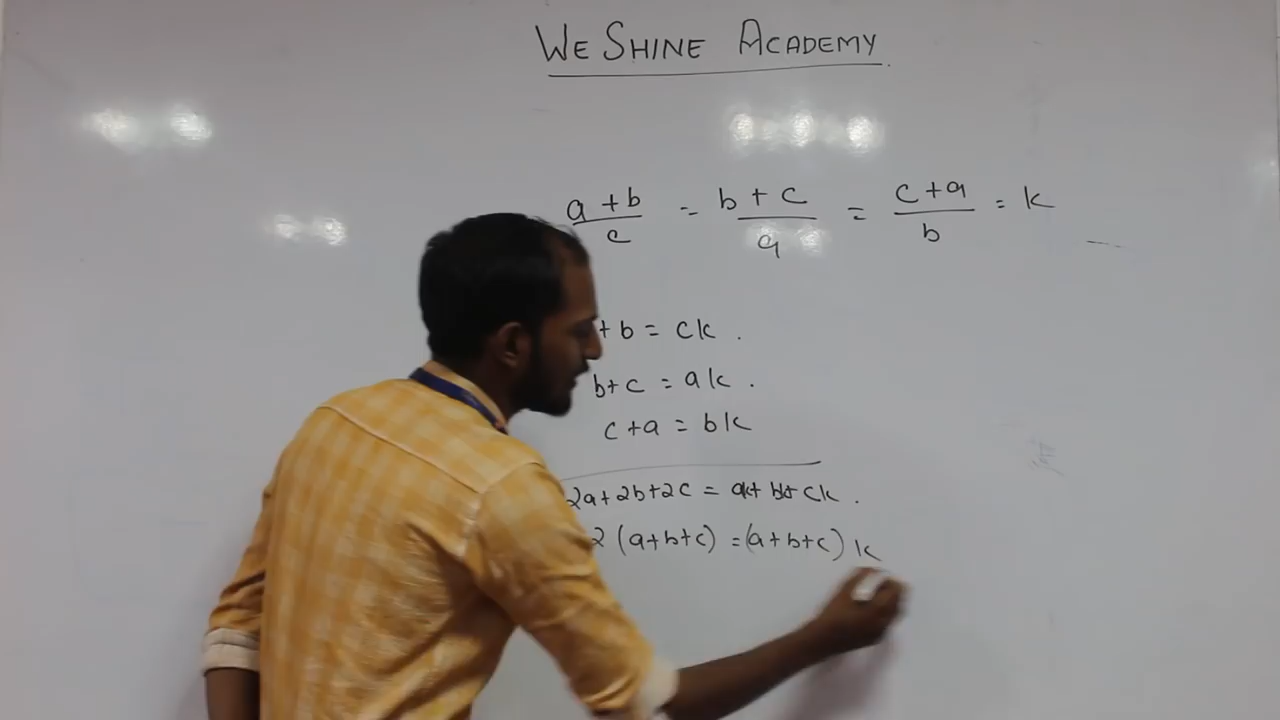 WE SHINE ACADEMY
a+b/c = b+c/a = c+a/b = k
+ b = ck .
b+c = ak .
c+a = bk
2a+2b+2c = ak+ bk+ ck .
2 (a+b+c) = (a+b+c) k